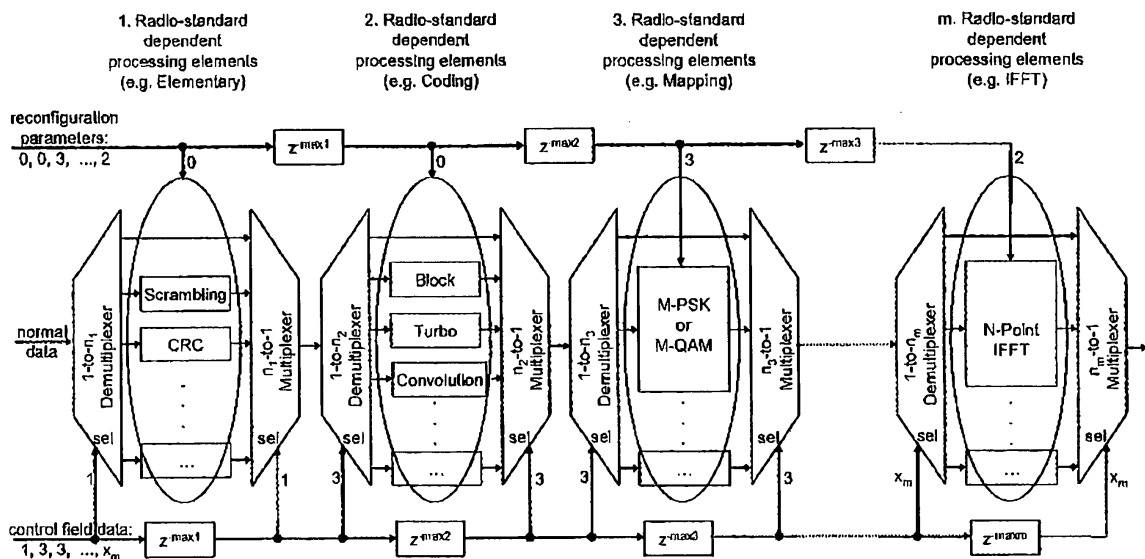 1. Radio-standard
dependent
processing elements
(e.g. Elementary)
2. Radio-standard
dependent
processing elements
(e.g. Coding)
3. Radio-standard
dependent
processing elements
(e.g. Mapping)
m. Radio-standard
dependent
processing elements
(e.g. IFFT)
reconfiguration
parameters:
0, 0, 3, ..., 2
z-max1
z-max2
z-max3
0
0
3
2
normal
data
1-to-n1
Demultiplexer
sel
Scrambling
CRC
...
n1-to-1
Multiplexer
sel
1-to-n2
Demultiplexer
sel
Block
Turbo
Convolution
...
n2-to-1
Multiplexer
sel
1-to-n3
Demultiplexer
sel
M-PSK
or
M-QAM
...
n3-to-1
Multiplexer
sel
1-to-nm
Demultiplexer
sel
N-Point
IFFT
...
nm-to-1
Multiplexer
sel
1
1
3
3
3
3
xm
xm
control field data:
1, 3, 3, ..., xm
z-max1
z-max2
z-max3
z-maxm